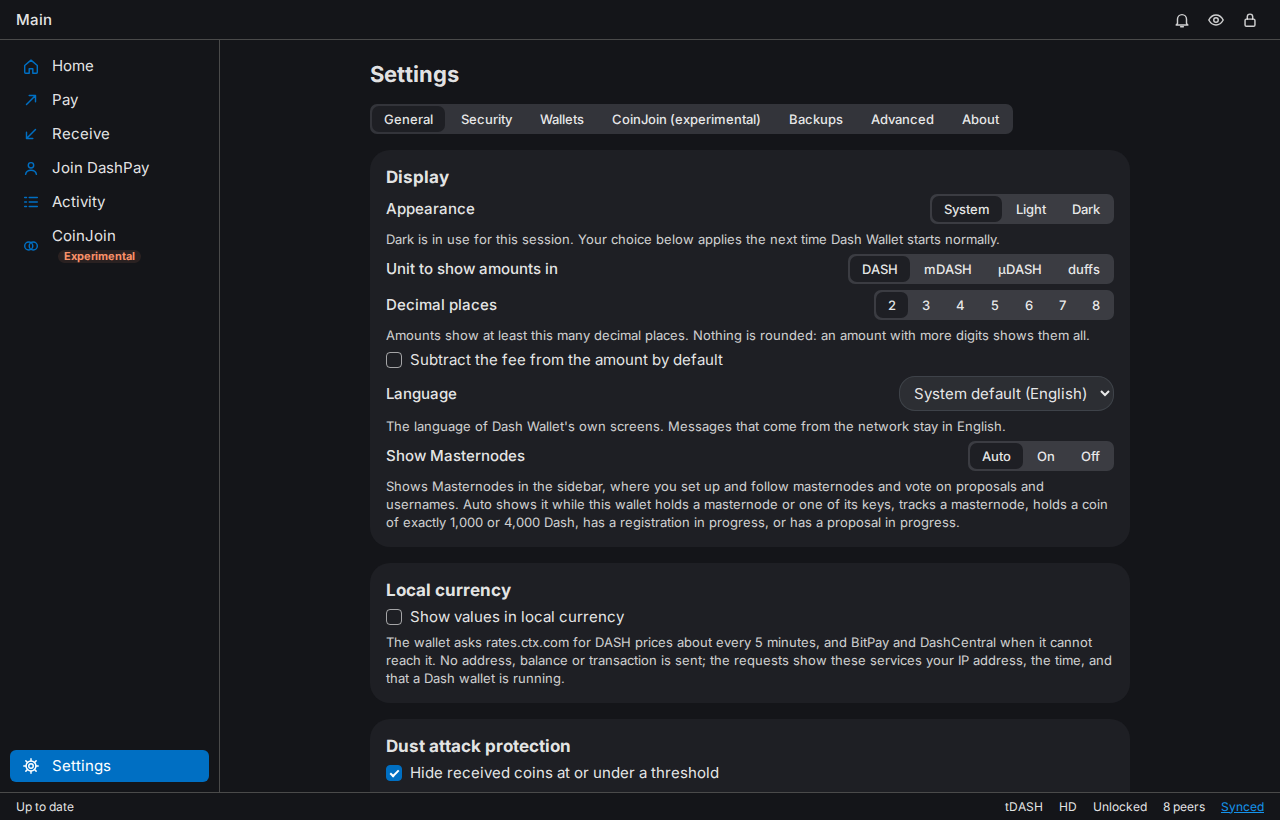 Main
Home
Pay
Receive
Join DashPay
Activity
CoinJoin
Experimental
Settings
Settings
General Security Wallets CoinJoin (experimental) Backups Advanced About
Display
Appearance System Light Dark
Dark is in use for this session. Your choice below applies the next time Dash Wallet starts normally.
Unit to show amounts in DASH mDASH µDASH duffs
Decimal places 2 3 4 5 6 7 8
Amounts show at least this many decimal places. Nothing is rounded: an amount with more digits shows them all.
Subtract the fee from the amount by default
Language System default (English)
The language of Dash Wallet's own screens. Messages that come from the network stay in English.
Show Masternodes Auto On Off
Shows Masternodes in the sidebar, where you set up and follow masternodes and vote on proposals and
usernames. Auto shows it while this wallet holds a masternode or one of its keys, tracks a masternode, holds a coin
of exactly 1,000 or 4,000 Dash, has a registration in progress, or has a proposal in progress.
Local currency
Show values in local currency
The wallet asks rates.ctx.com for DASH prices about every 5 minutes, and BitPay and DashCentral when it cannot
reach it. No address, balance or transaction is sent; the requests show these services your IP address, the time, and
that a Dash wallet is running.
Dust attack protection
Hide received coins at or under a threshold
Up to date tDASH HD Unlocked 8 peers Synced